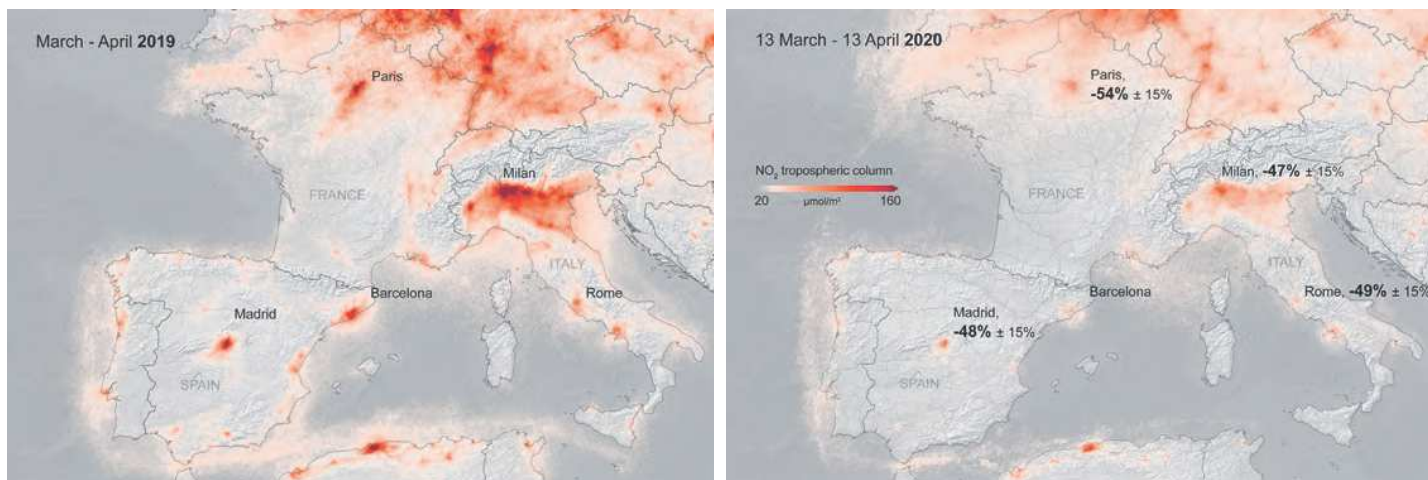 March - April 2019
Paris
Milan
FRANCE
ITALY
Barcelona
Rome
Madrid
SPAIN
13 March - 13 April 2020
Paris,
-54% ± 15%
NO₂ tropospheric column
20 µmol/m² 160
Milan, -47% ± 15%
FRANCE
ITALY
Barcelona
Rome, -49% ± 15%
Madrid,
-48% ± 15%
SPAIN